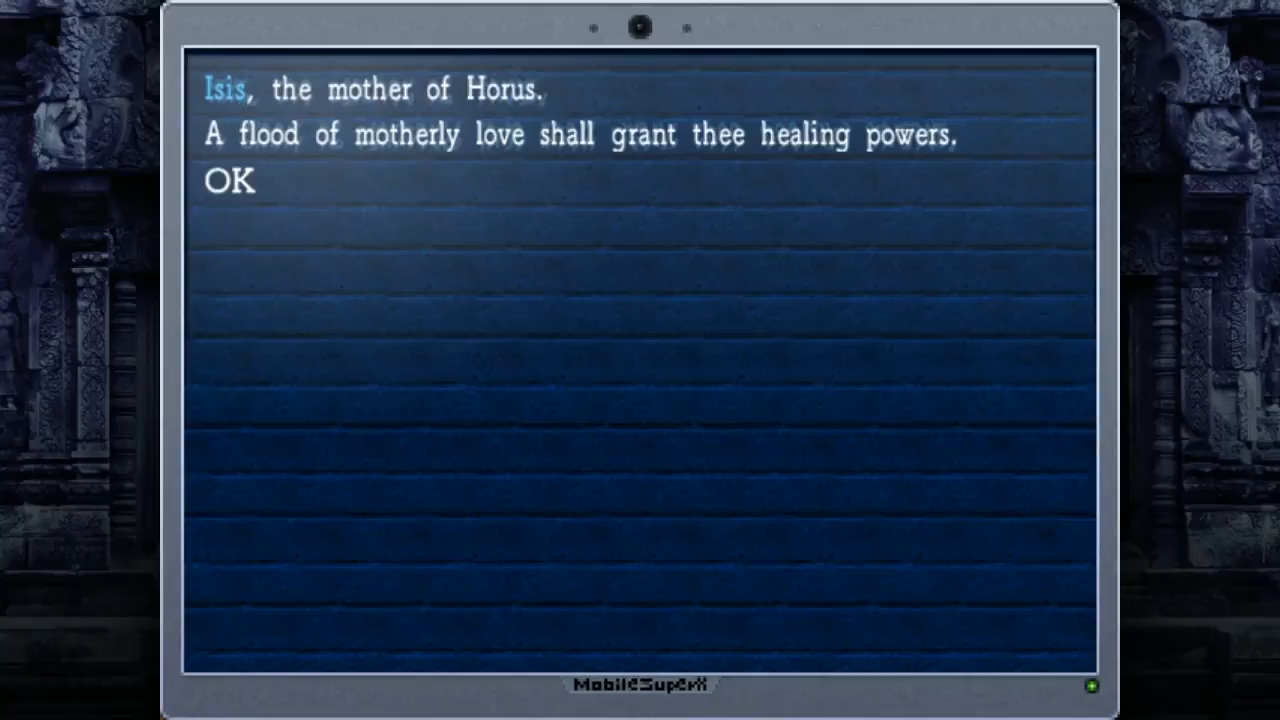 Isis, the mother of Horus.
A flood of motherly love shall grant thee healing powers.
OK
MobileSuperX